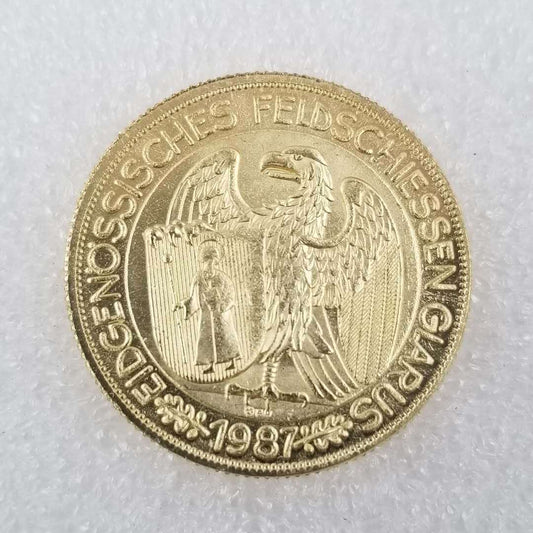 EIDGENÖSSISCHES FELDSCHIESSEN, GLARUS
1987